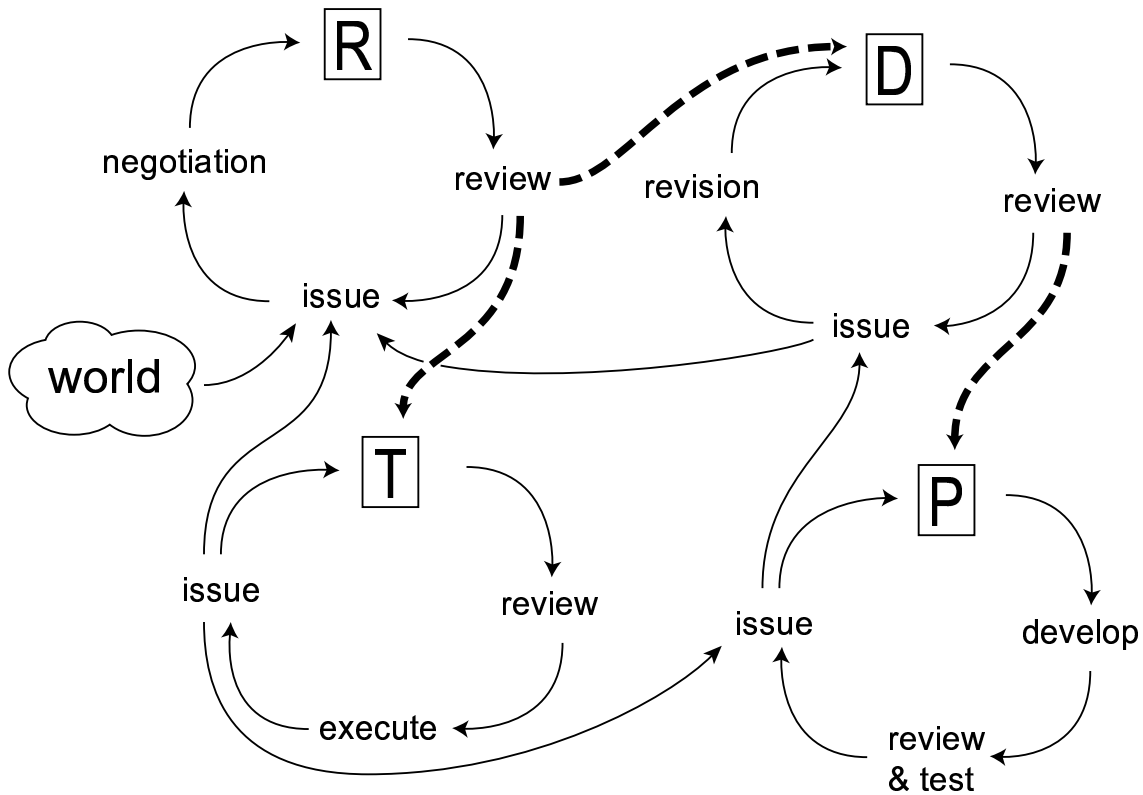 R
D
negotiation
review
revision
review
issue
issue
world
T
P
issue
review
issue
develop
execute
review
& test